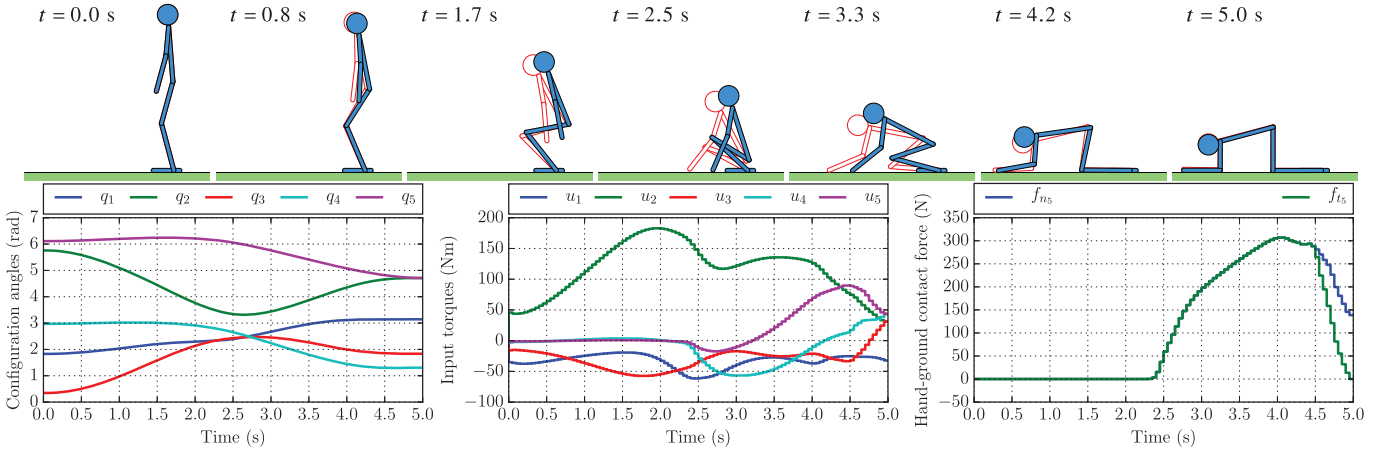 t = 0.0 s t = 0.8 s t = 1.7 s t = 2.5 s t = 3.3 s t = 4.2 s t = 5.0 s
q1 q2 q3 q4 q5
Configuration angles (rad)
7
6
5
4
3
2
1
0
0.0 0.5 1.0 1.5 2.0 2.5 3.0 3.5 4.0 4.5 5.0
Time (s)
u1 u2 u3 u4 u5
Input torques (Nm)
200
150
100
50
0
−50
−100
0.0 0.5 1.0 1.5 2.0 2.5 3.0 3.5 4.0 4.5 5.0
Time (s)
fn5 ft5
Hand-ground contact force (N)
350
300
250
200
150
100
50
0
−50
0.0 0.5 1.0 1.5 2.0 2.5 3.0 3.5 4.0 4.5 5.0
Time (s)